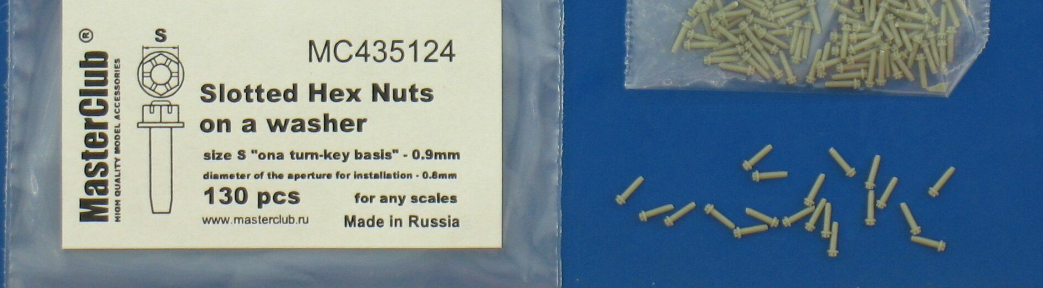 MasterClub ®
HIGH QUALITY MODEL ACCESSORIES
S
MC435124
Slotted Hex Nuts
on a washer
size S "ona turn-key basis" - 0.9mm
diameter of the aperture for installation - 0.6mm
130 pcs for any scales
www.masterclub.ru Made in Russia